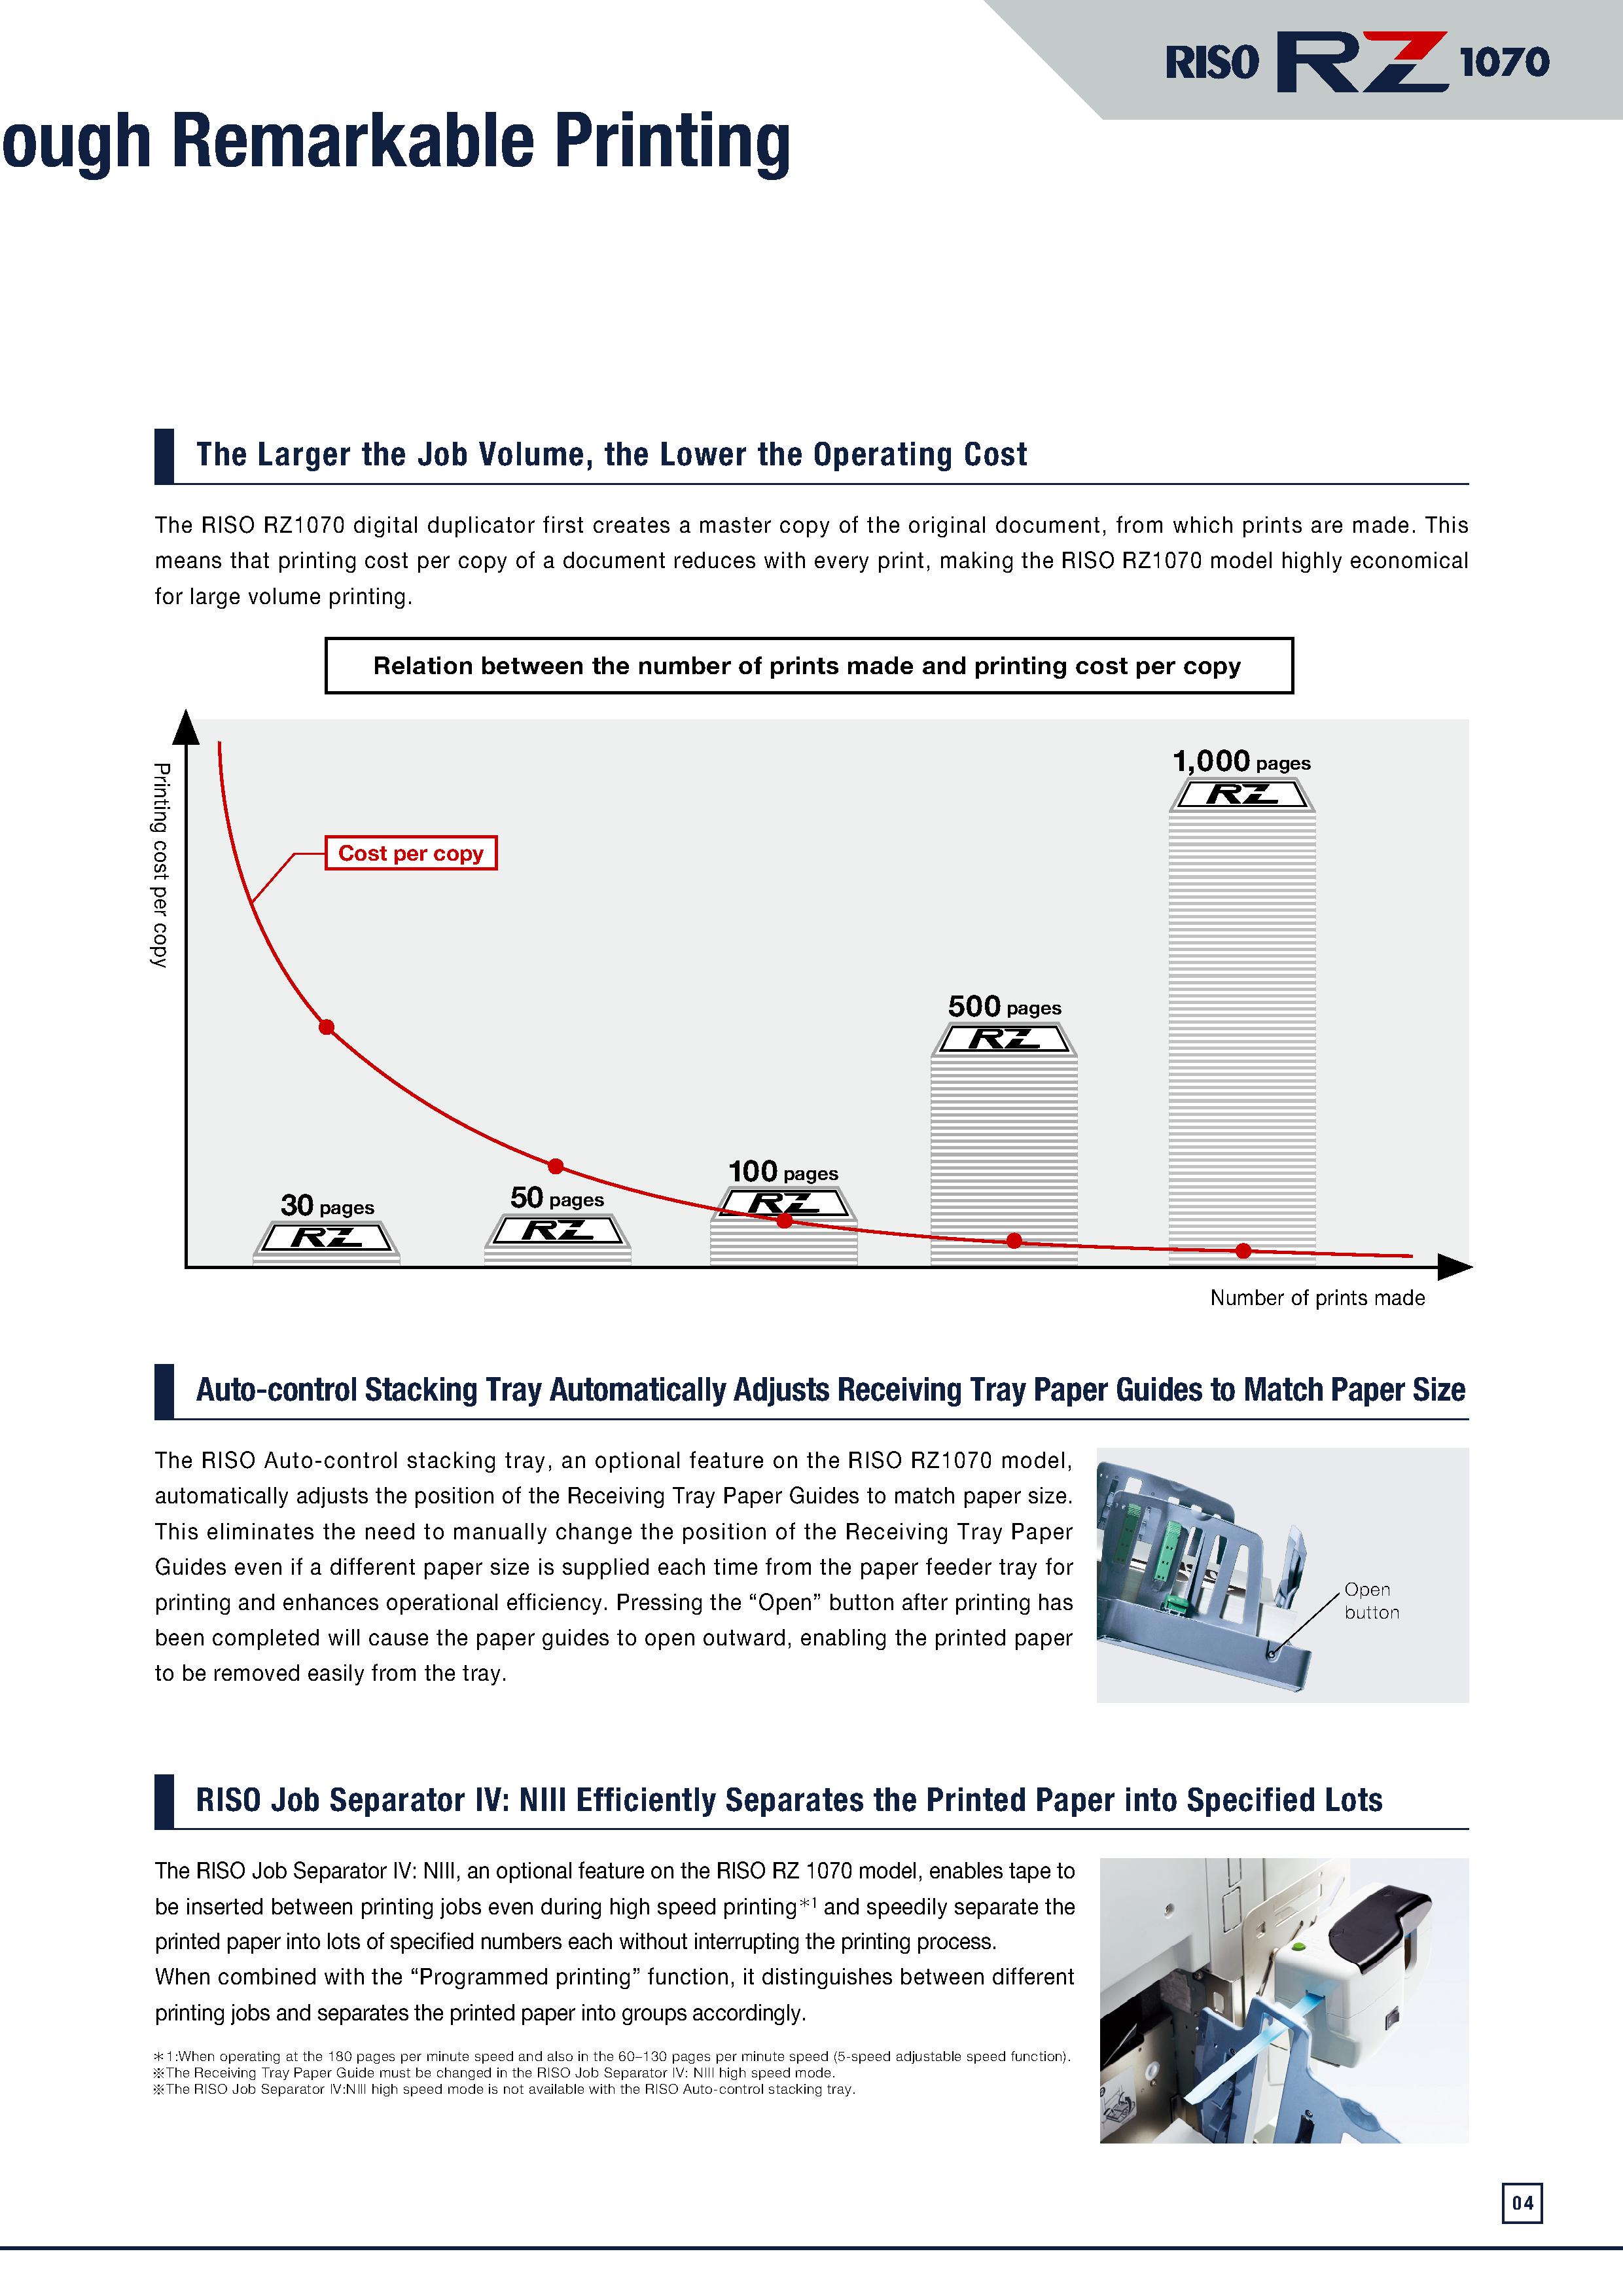 RISO RZ 1070
ough Remarkable Printing
The Larger the Job Volume, the Lower the Operating Cost
The RISO RZ1070 digital duplicator first creates a master copy of the original document, from which prints are made. This
means that printing cost per copy of a document reduces with every print, making the RISO RZ1070 model highly economical
for large volume printing.
Relation between the number of prints made and printing cost per copy
Printing cost per copy
Cost per copy
30 pages
RZ
50 pages
RZ
100 pages
RZ
500 pages
RZ
1,000 pages
RZ
Number of prints made
Auto-control Stacking Tray Automatically Adjusts Receiving Tray Paper Guides to Match Paper Size
The RISO Auto-control stacking tray, an optional feature on the RISO RZ1070 model,
automatically adjusts the position of the Receiving Tray Paper Guides to match paper size.
This eliminates the need to manually change the position of the Receiving Tray Paper
Guides even if a different paper size is supplied each time from the paper feeder tray for
printing and enhances operational efficiency. Pressing the “Open” button after printing has
been completed will cause the paper guides to open outward, enabling the printed paper
to be removed easily from the tray.
Open
button
RISO Job Separator IV: NIII Efficiently Separates the Printed Paper into Specified Lots
The RISO Job Separator IV: NIII, an optional feature on the RISO RZ 1070 model, enables tape to
be inserted between printing jobs even during high speed printing＊1 and speedily separate the
printed paper into lots of specified numbers each without interrupting the printing process.
When combined with the “Programmed printing” function, it distinguishes between different
printing jobs and separates the printed paper into groups accordingly.
＊1:When operating at the 180 pages per minute speed and also in the 60–130 pages per minute speed (5-speed adjustable speed function).
※The Receiving Tray Paper Guide must be changed in the RISO Job Separator IV: NIII high speed mode.
※The RISO Job Separator IV:NIII high speed mode is not available with the RISO Auto-control stacking tray.
04